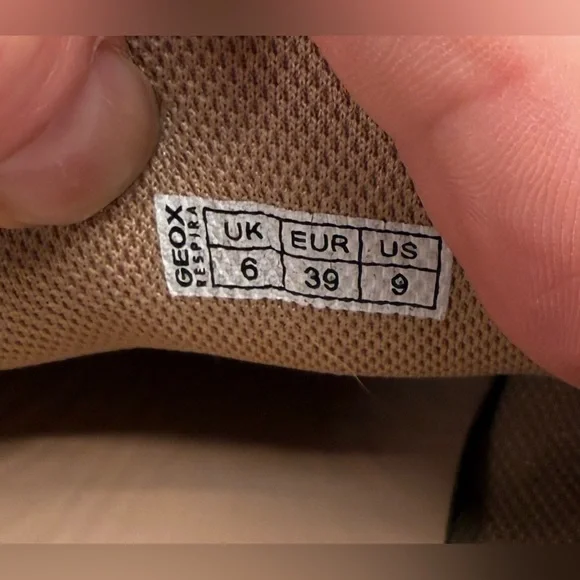 GEOX
RESPIRA
UK EUR US
6 39 9